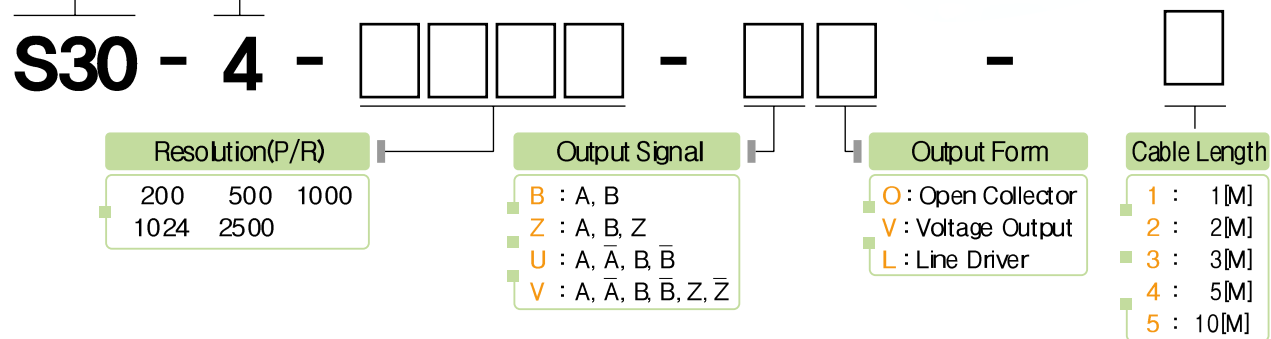 S30 - 4 - □□□□ - □□ - □
Resolution(P/R)
200 500 1000
1024 2500
Output Signal
B : A, B
Z : A, B, Z
U : A, A̅, B, B̅
V : A, A̅, B, B̅, Z, Z̅
Output Form
O : Open Collector
V : Voltage Output
L : Line Driver
Cable Length
1 : 1[M]
2 : 2[M]
3 : 3[M]
4 : 5[M]
5 : 10[M]